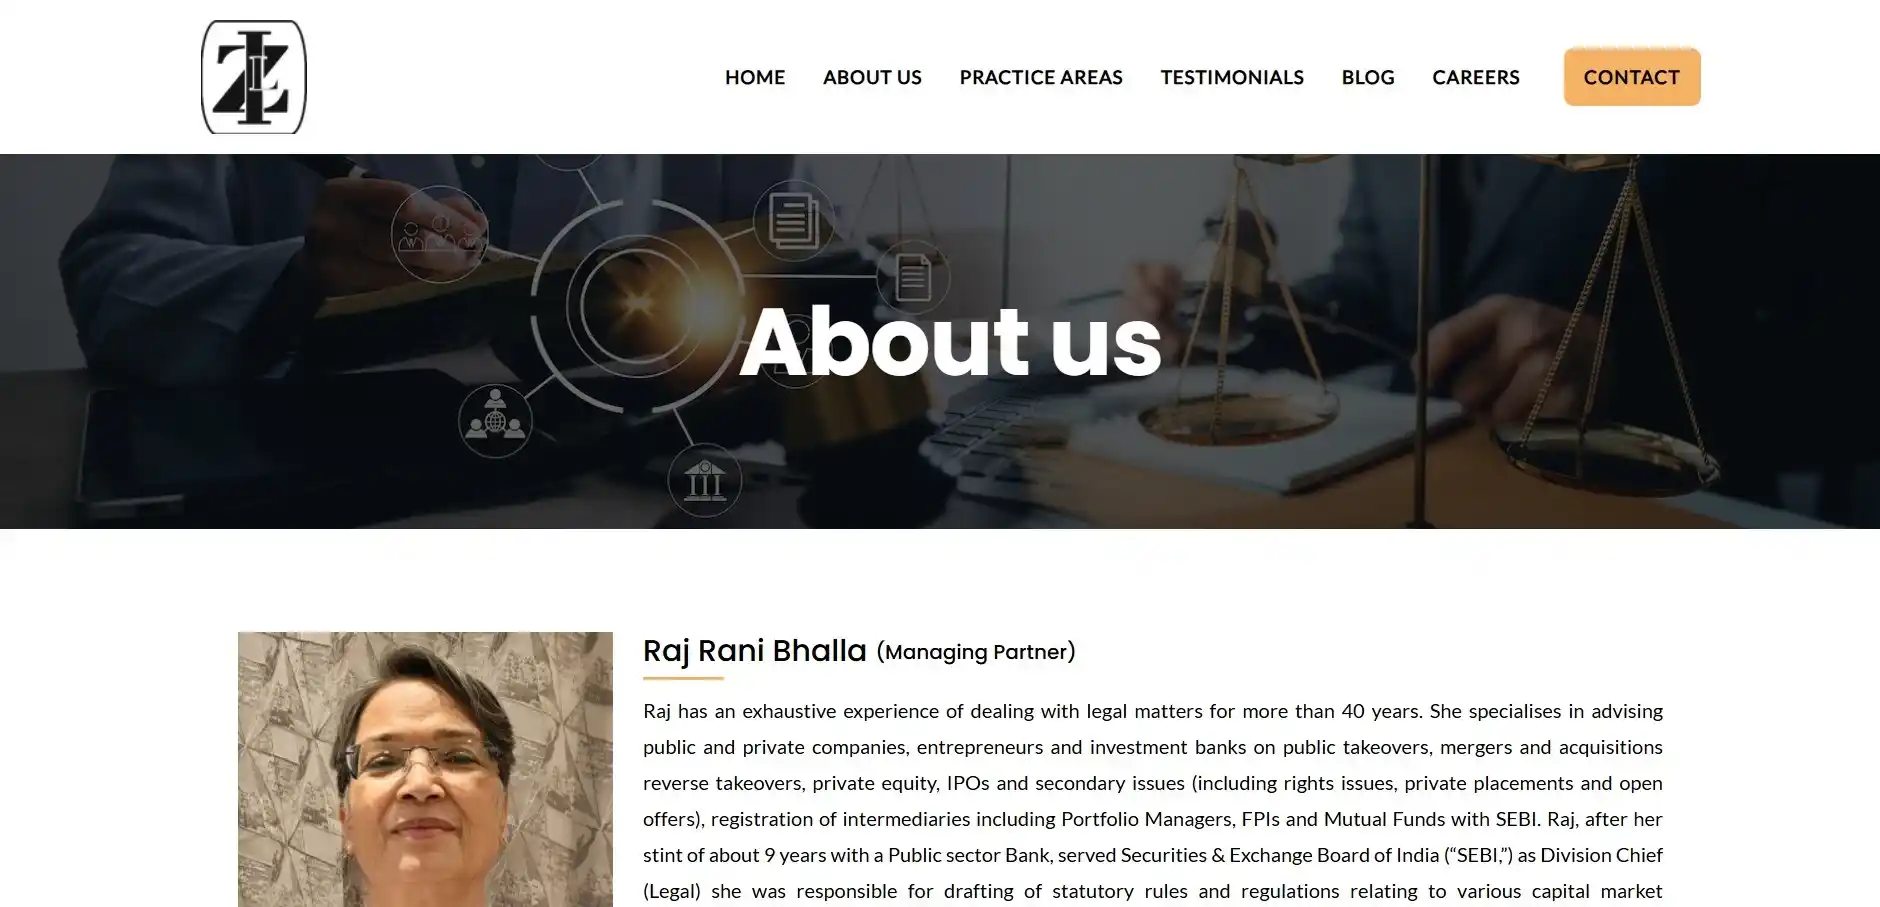 HOME ABOUT US PRACTICE AREAS TESTIMONIALS BLOG CAREERS CONTACT
About us
Raj Rani Bhalla (Managing Partner)
Raj has an exhaustive experience of dealing with legal matters for more than 40 years. She specialises in advising
public and private companies, entrepreneurs and investment banks on public takeovers, mergers and acquisitions
reverse takeovers, private equity, IPOs and secondary issues (including rights issues, private placements and open
offers), registration of intermediaries including Portfolio Managers, FPIs and Mutual Funds with SEBI. Raj, after her
stint of about 9 years with a Public sector Bank, served Securities & Exchange Board of India (“SEBI,”) as Division Chief
(Legal) she was responsible for drafting of statutory rules and regulations relating to various capital market